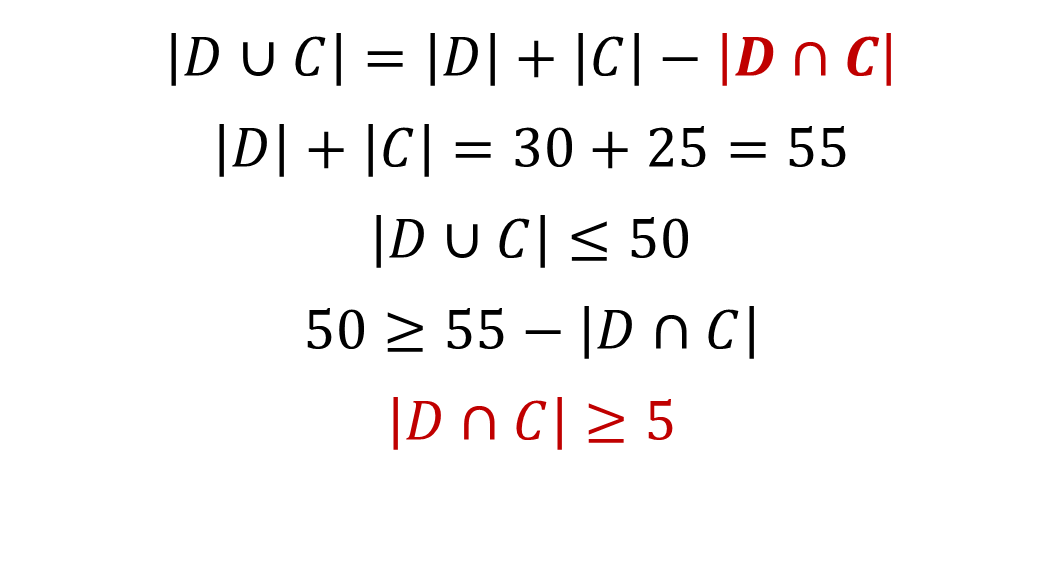 |D ∪ C| = |D| + |C| − |D ∩ C|
|D| + |C| = 30 + 25 = 55
|D ∪ C| ≤ 50
50 ≥ 55 − |D ∩ C|
|D ∩ C| ≥ 5